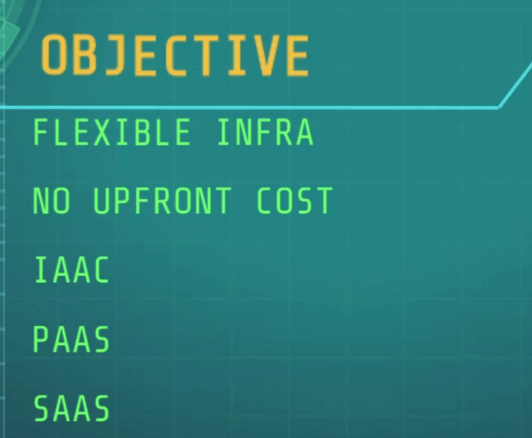 OBJECTIVE
FLEXIBLE INFRA
NO UPFRONT COST
IAAC
PAAS
SAAS